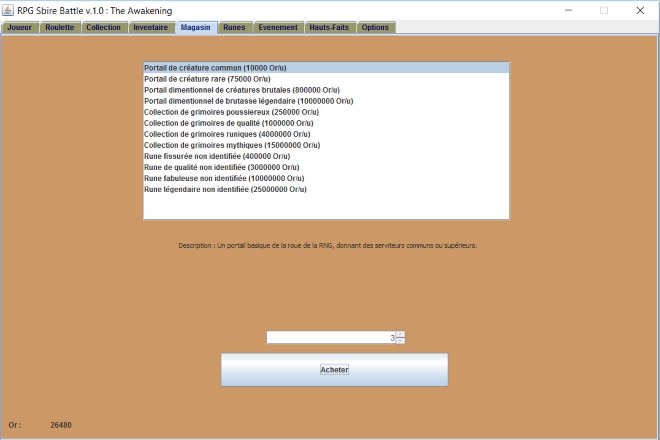 RPG Sbire Battle v.1.0 : The Awakening
Joueur Roulette Collection Inventaire Magasin Runes Evenement Hauts-Faits Options
Portail de créature commun (10000 Or/u)
Portail de créature rare (75000 Or/u)
Portail dimentionnel de créatures brutales (800000 Or/u)
Portail dimentionnel de brutasse légendaire (10000000 Or/u)
Collection de grimoires poussiereux (250000 Or/u)
Collection de grimoires de qualité (1000000 Or/u)
Collection de grimoires runiques (4000000 Or/u)
Collection de grimoires mythiques (15000000 Or/u)
Rune fissurée non identifiée (400000 Or/u)
Rune de qualité non identifiée (3000000 Or/u)
Rune fabuleuse non identifiée (10000000 Or/u)
Rune légendaire non identifiée (25000000 Or/u)
Description : Un portail basique de la roue de la RNG, donnant des serviteurs communs ou supérieurs.
3
Acheter
Or : 26480